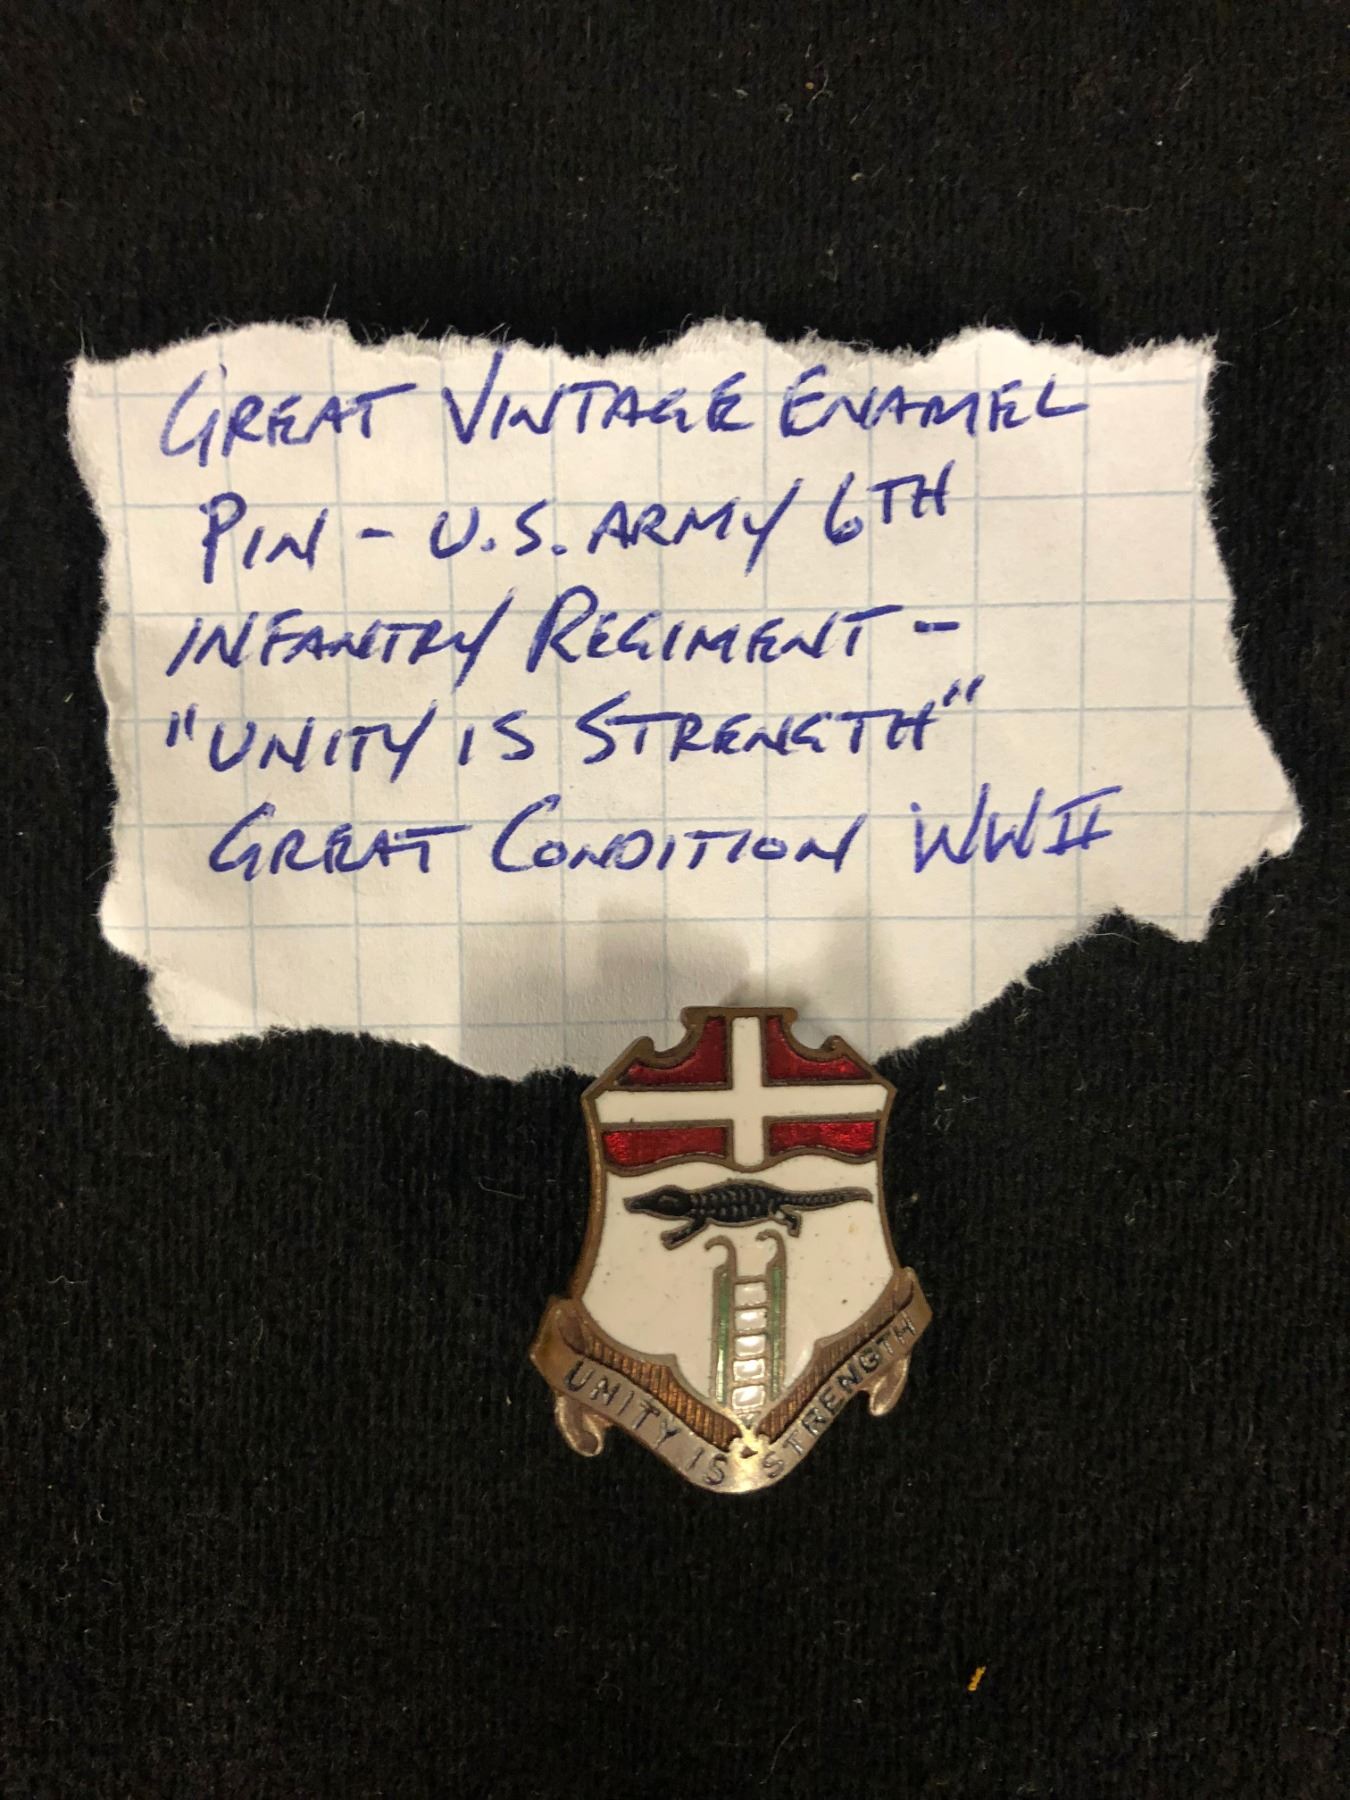 GREAT VINTAGE ENAMEL
PIN - U.S. ARMY 6TH
INFANTRY REGIMENT -
"UNITY IS STRENGTH"
GREAT CONDITION WWII
UNITY IS STRENGTH